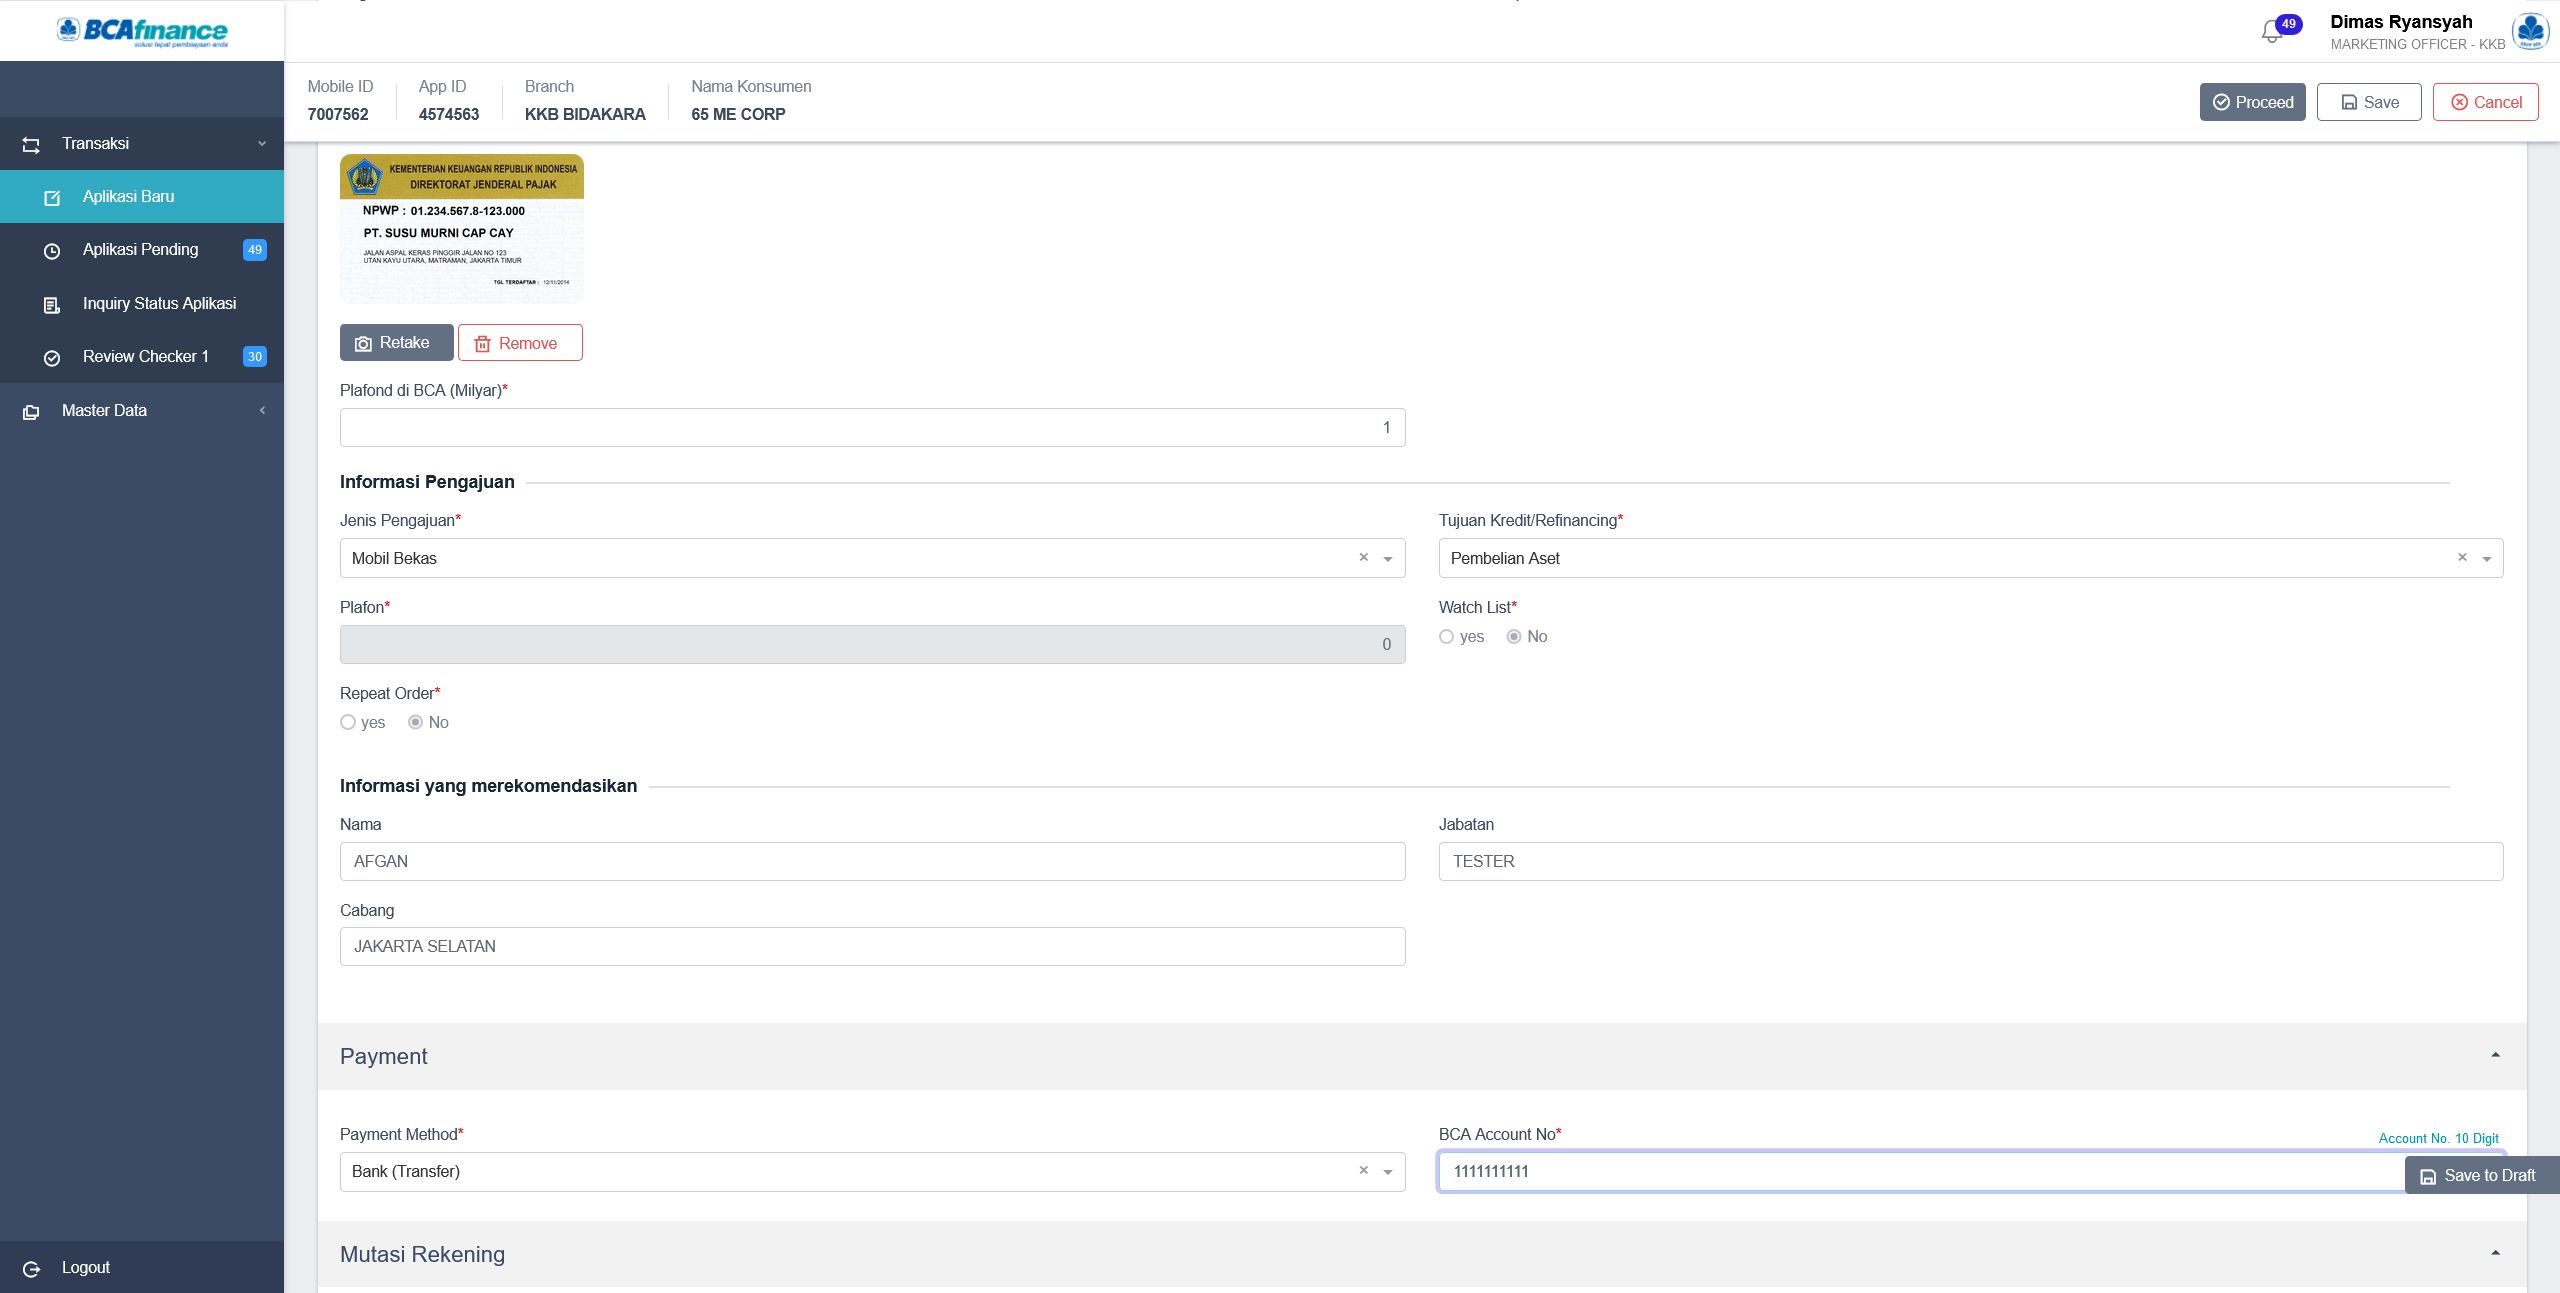 BCAfinance
solusi tepat pembiayaan anda
49
Dimas Ryansyah
MARKETING OFFICER - KKB
Mobile ID
7007562
App ID
4574563
Branch
KKB BIDAKARA
Nama Konsumen
65 ME CORP
Proceed
Save
Cancel
Transaksi
Aplikasi Baru
Aplikasi Pending
49
Inquiry Status Aplikasi
Review Checker 1
30
Master Data
Logout
KEMENTERIAN KEUANGAN REPUBLIK INDONESIA
DIREKTORAT JENDERAL PAJAK
NPWP : 01.234.567.8-123.000
PT. SUSU MURNI CAP CAY
JALAN ASPAL KERAS PINGGIR JALAN NO 123
UTAN KAYU UTARA, MATRAMAN, JAKARTA TIMUR
TGL TERDAFTAR : 12/11/2014
Retake
Remove
Plafond di BCA (Milyar)*
1
Informasi Pengajuan
Jenis Pengajuan*
Mobil Bekas
Tujuan Kredit/Refinancing*
Pembelian Aset
Plafon*
0
Watch List*
yes No
Repeat Order*
yes No
Informasi yang merekomendasikan
Nama
AFGAN
Jabatan
TESTER
Cabang
JAKARTA SELATAN
Payment
Payment Method*
Bank (Transfer)
BCA Account No*
Account No. 10 Digit
1111111111
Save to Draft
Mutasi Rekening